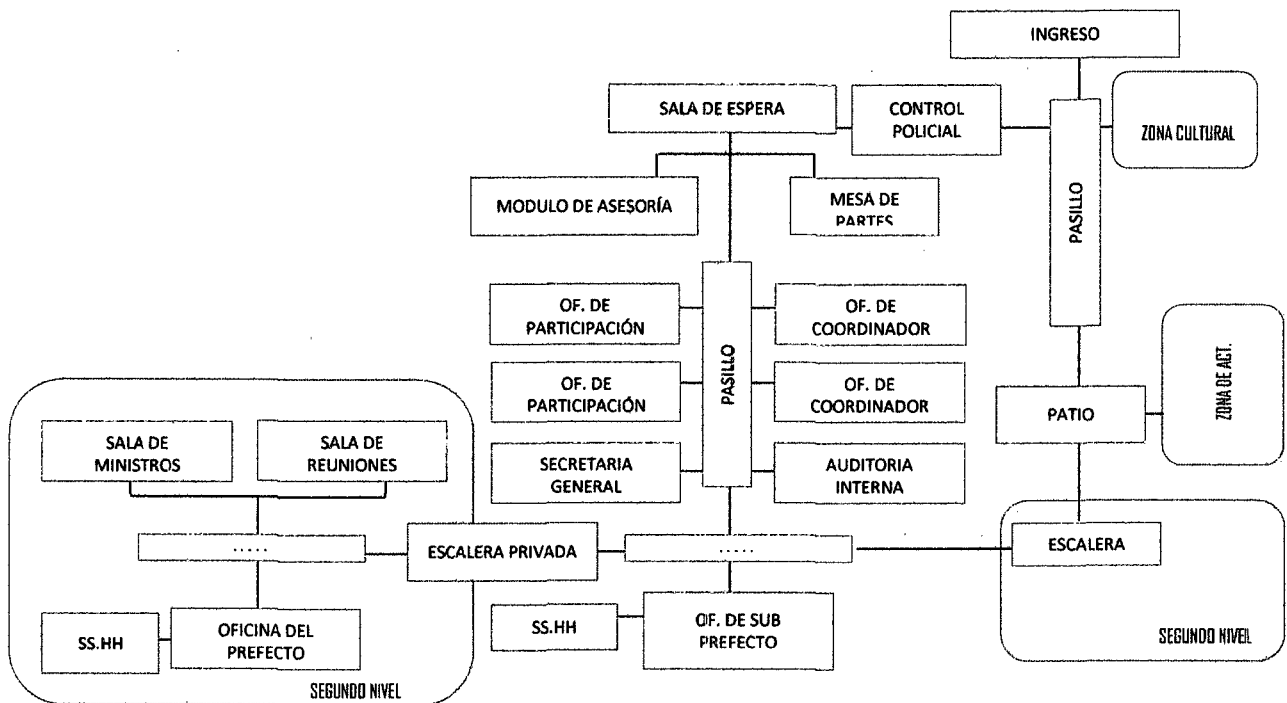 INGRESO
SALA DE ESPERA
CONTROL
POLICIAL
ZONA CULTURAL
PASILLO
MODULO DE ASESORÍA
MESA DE
PARTES
OF. DE
PARTICIPACIÓN
OF. DE
COORDINADOR
PASILLO
OF. DE
PARTICIPACIÓN
OF. DE
COORDINADOR
ZONA DE ACT.
PATIO
SALA DE
MINISTROS
SALA DE
REUNIONES
SECRETARIA
GENERAL
AUDITORIA
INTERNA
.....
ESCALERA PRIVADA
.....
ESCALERA
SS.HH
OFICINA DEL
PREFECTO
SS.HH
OF. DE SUB
PREFECTO
SEGUNDO NIVEL
SEGUNDO NIVEL